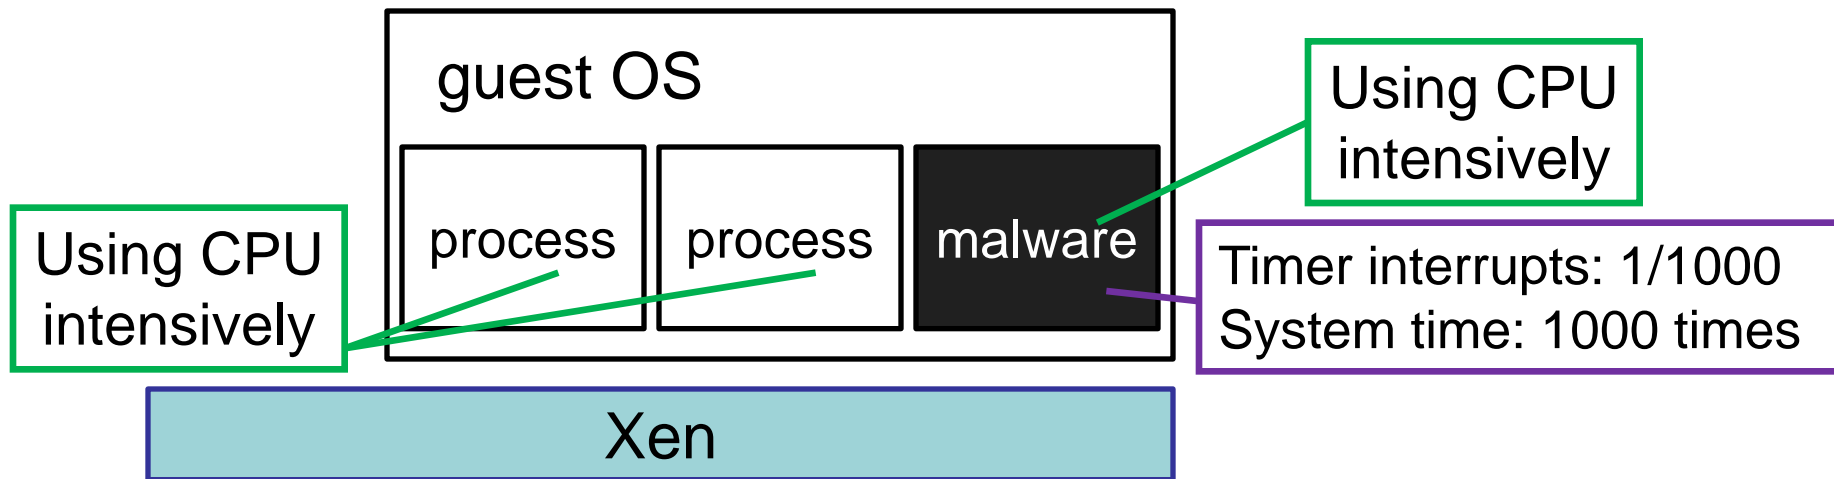 guest OS
Using CPU
intensively
process
process
malware
Using CPU
intensively
Timer interrupts: 1/1000
System time: 1000 times
Xen